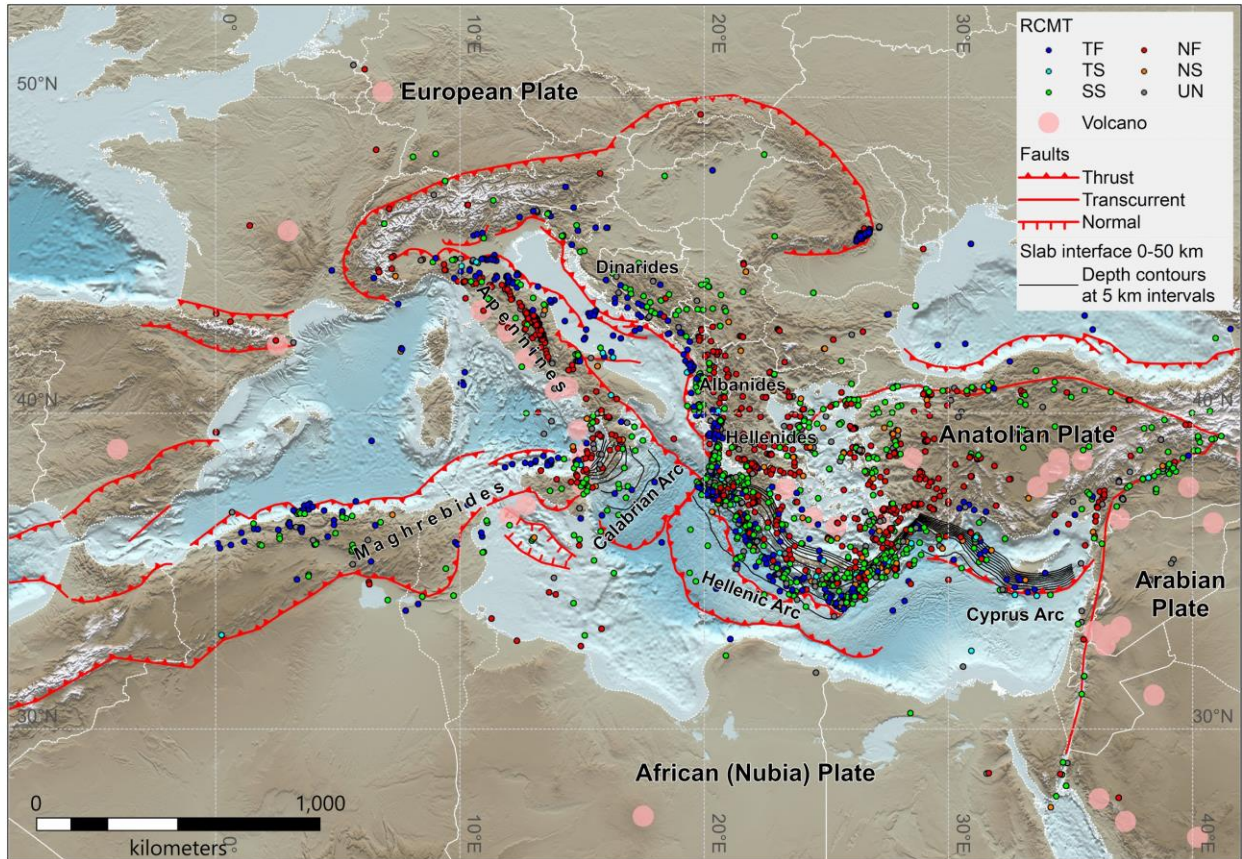 0°
10°E
20°E
30°E
50°N
European Plate
RCMT
TF NF
TS NS
SS UN
Volcano
Faults
Thrust
Transcurrent
Normal
Slab interface 0-50 km
Depth contours
at 5 km intervals
Dinarides
Apennines
40°N
Albanides
40°N
Hellenides
Anatolian Plate
Calabrian Arc
Maghrebides
Hellenic Arc
Cyprus Arc
Arabian
Plate
30°N
30°N
African (Nubia) Plate
0 1,000
kilometers
0°
10°E
20°E
30°E
40°E